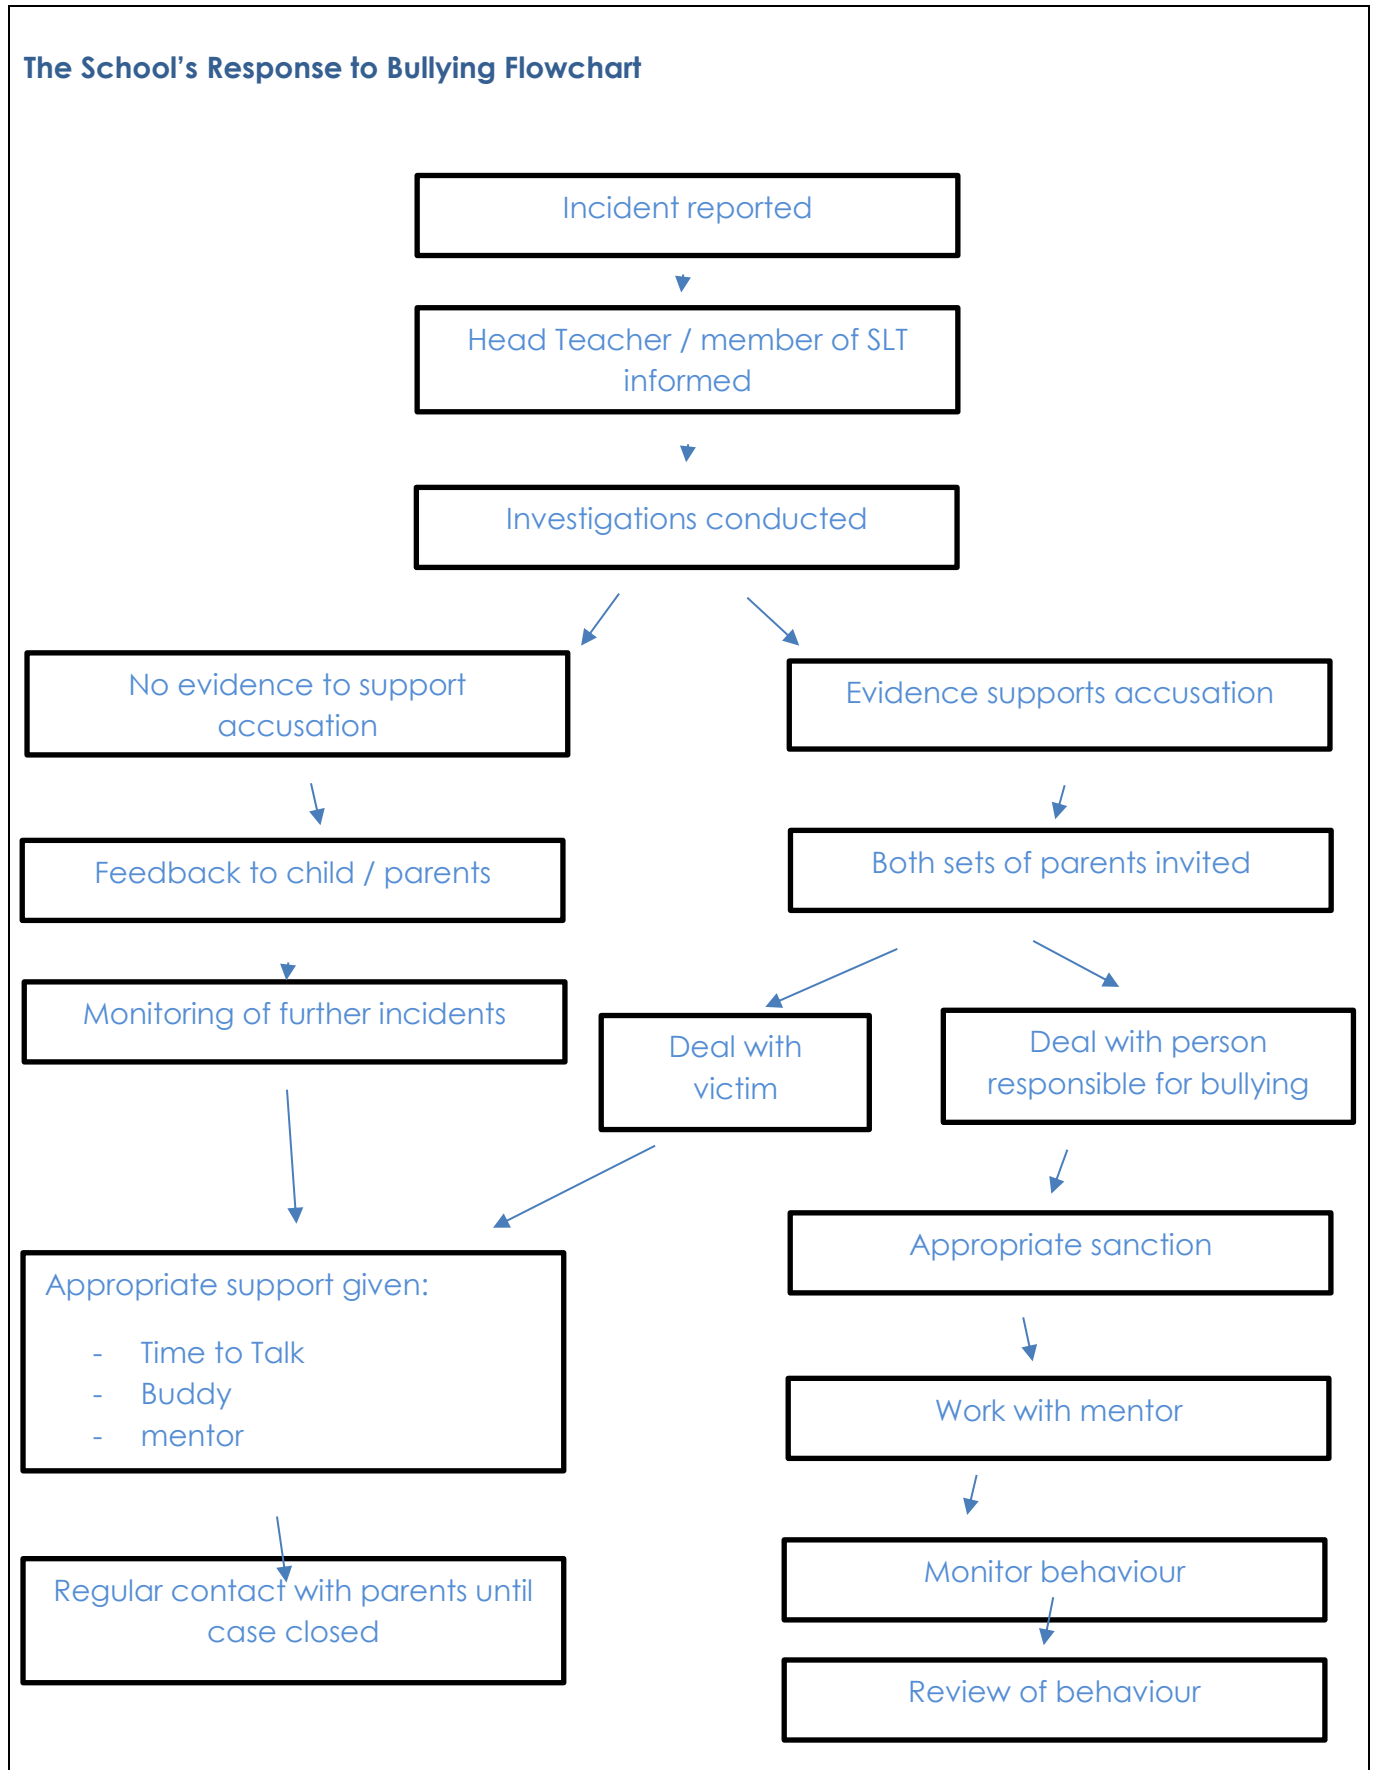 The School’s Response to Bullying Flowchart
Incident reported
Head Teacher / member of SLT
informed
Investigations conducted
No evidence to support
accusation
Evidence supports accusation
Feedback to child / parents
Both sets of parents invited
Monitoring of further incidents
Deal with
victim
Deal with person
responsible for bullying
Appropriate support given:
- Time to Talk
- Buddy
- mentor
Appropriate sanction
Work with mentor
Regular contact with parents until
case closed
Monitor behaviour
Review of behaviour